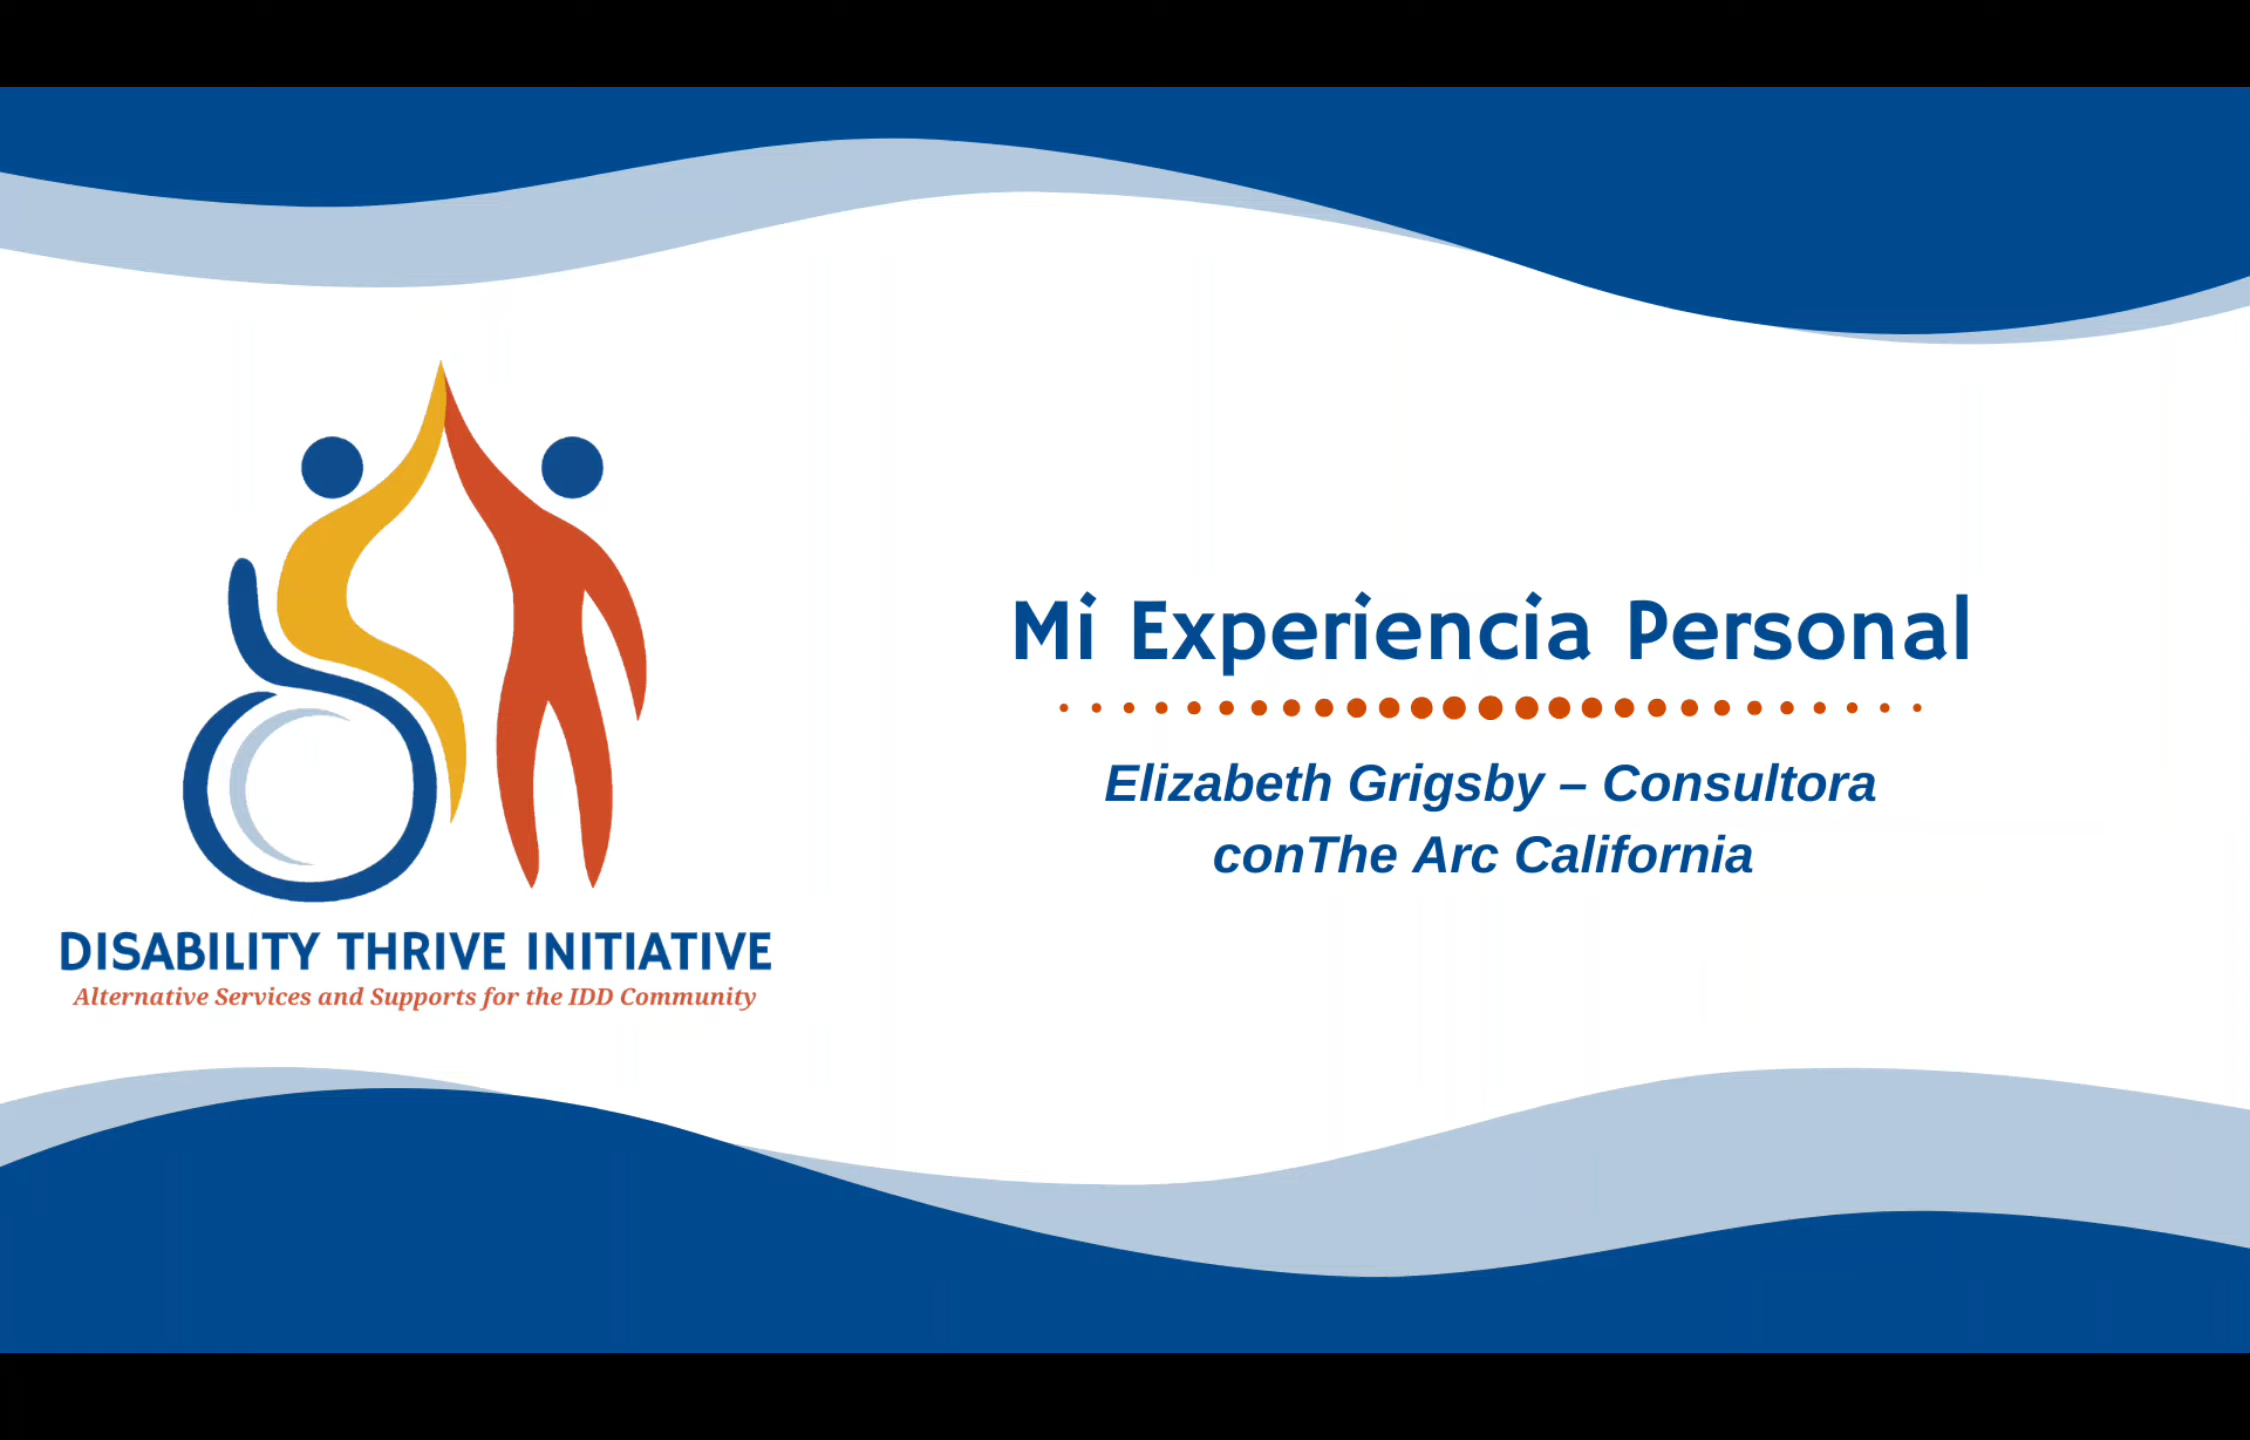 Mi Experiencia Personal
Elizabeth Grigsby – Consultora
conThe Arc California
DISABILITY THRIVE INITIATIVE
Alternative Services and Supports for the IDD Community